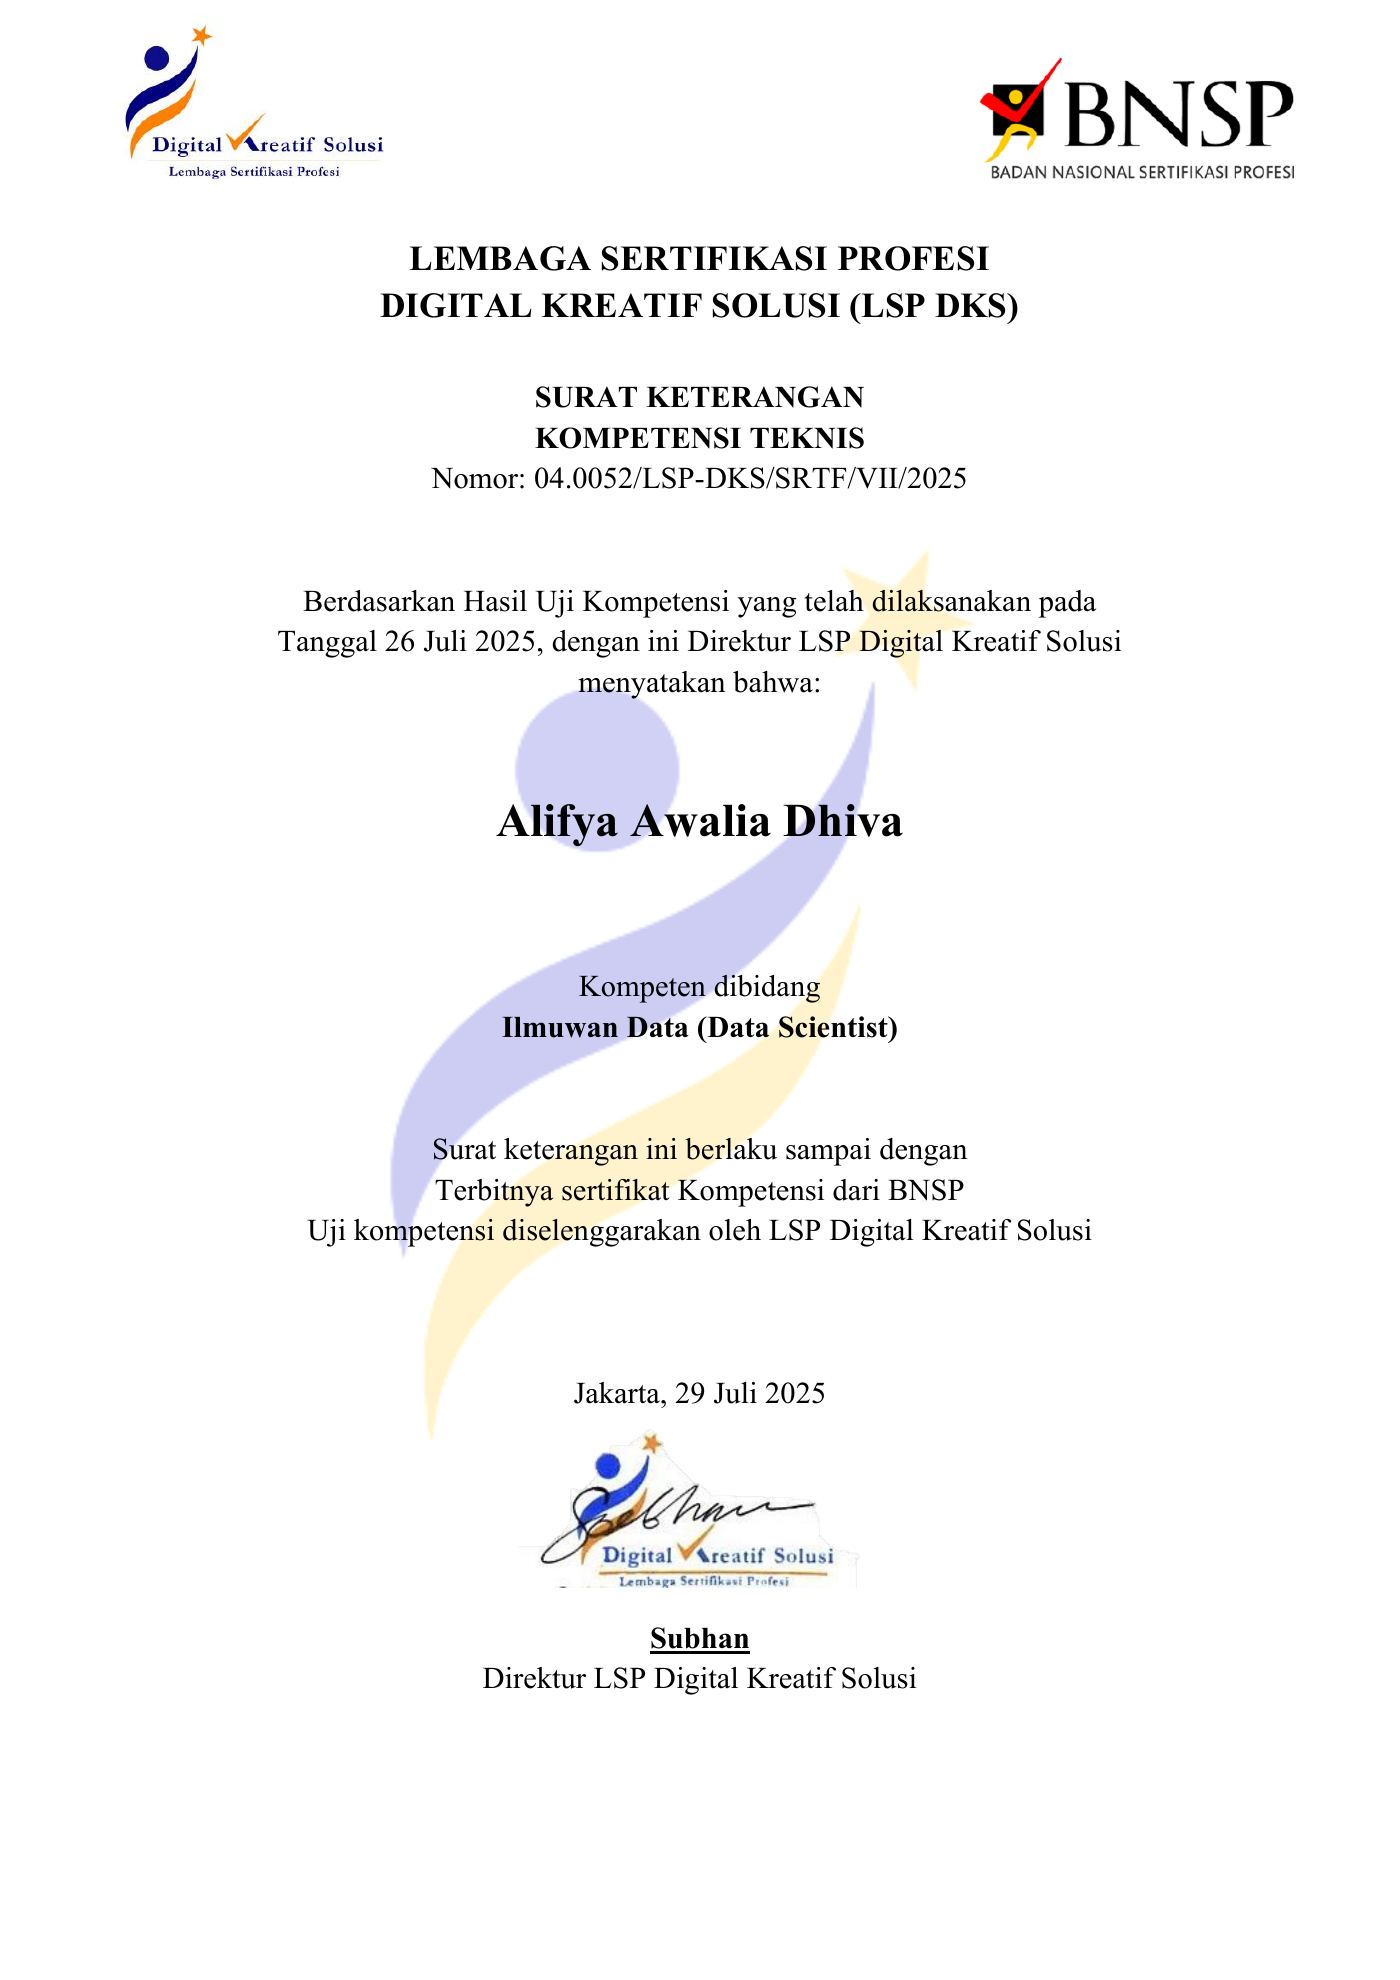 Digital Kreatif Solusi
Lembaga Sertifikasi Profesi
BNSP
BADAN NASIONAL SERTIFIKASI PROFESI
LEMBAGA SERTIFIKASI PROFESI
DIGITAL KREATIF SOLUSI (LSP DKS)
SURAT KETERANGAN
KOMPETENSI TEKNIS
Nomor: 04.0052/LSP-DKS/SRTF/VII/2025
Berdasarkan Hasil Uji Kompetensi yang telah dilaksanakan pada
Tanggal 26 Juli 2025, dengan ini Direktur LSP Digital Kreatif Solusi
menyatakan bahwa:
Alifya Awalia Dhiva
Kompeten dibidang
Ilmuwan Data (Data Scientist)
Surat keterangan ini berlaku sampai dengan
Terbitnya sertifikat Kompetensi dari BNSP
Uji kompetensi diselenggarakan oleh LSP Digital Kreatif Solusi
Jakarta, 29 Juli 2025
Subhan
Digital Kreatif Solusi
Lembaga Sertifikasi Profesi
Subhan
Direktur LSP Digital Kreatif Solusi